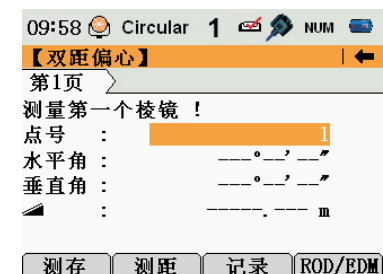 09:58 Circular 1 NUM
【双距偏心】
第1页
测量第一个棱镜 !
点号 : 1
水平角 : ---°--′--″
垂直角 : ---°--′--″
: -----.--- m
测存 测距 记录 ROD/EDM